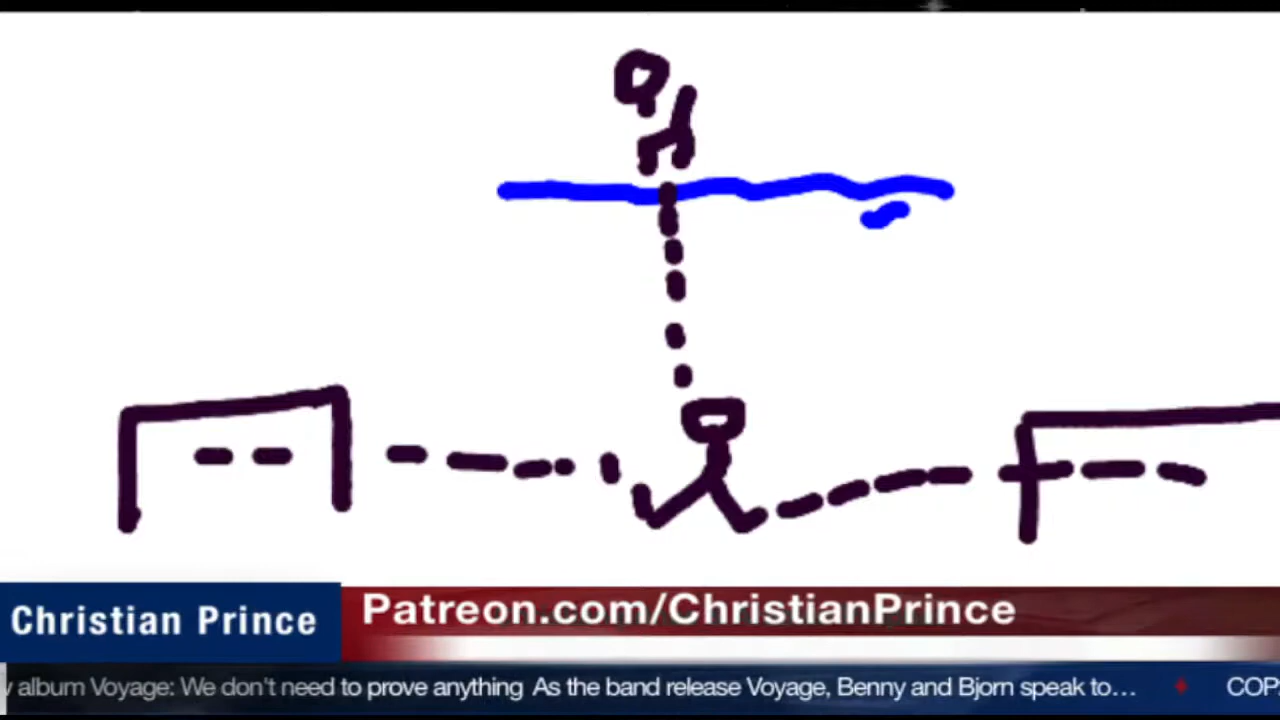 Christian Prince
Patreon.com/ChristianPrince
album Voyage: We don't need to prove anything As the band release Voyage, Benny and Bjorn speak to... COP